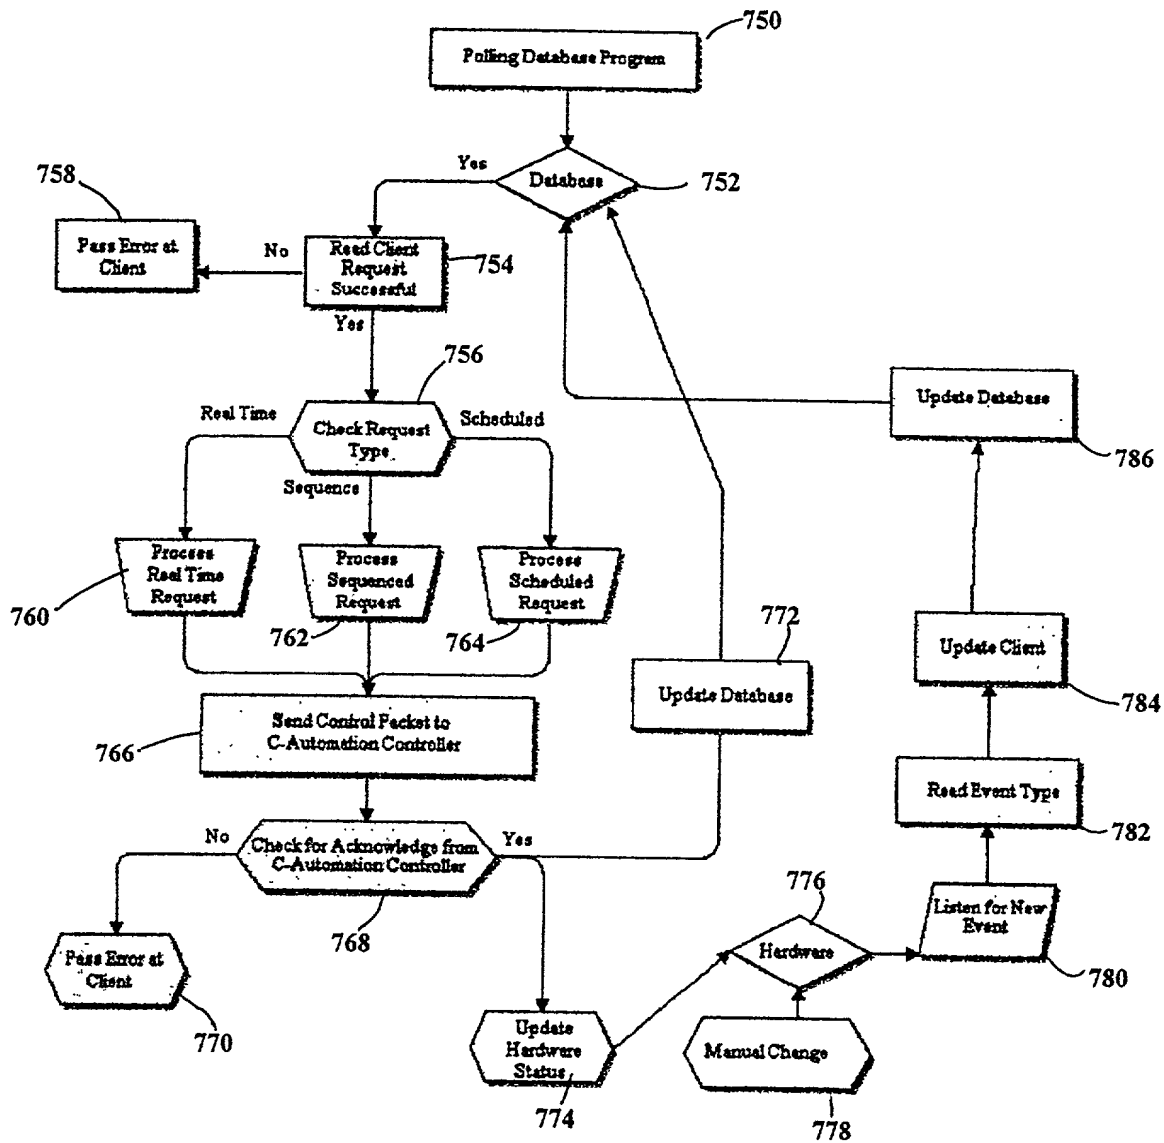 750
Polling Database Program
Yes
Database
752
758
Pass Error at
Client
No
Read Client
Request
Successful
754
Yes
756
Real Time
Check Request
Type
Scheduled
Sequence
Update Database
786
Process
Real Time
Request
760
Process
Sequenced
Request
762
Process
Scheduled
Request
764
772
Update Database
Update Client
784
Send Control Packet to
C-Automation Controller
766
Read Event Type
782
No
Check for Acknowledge from
C-Automation Controller
Yes
768
776
Listen for New
Event
780
Hardware
Pass Error at
Client
770
Update
Hardware
Status
774
Manual Change
778